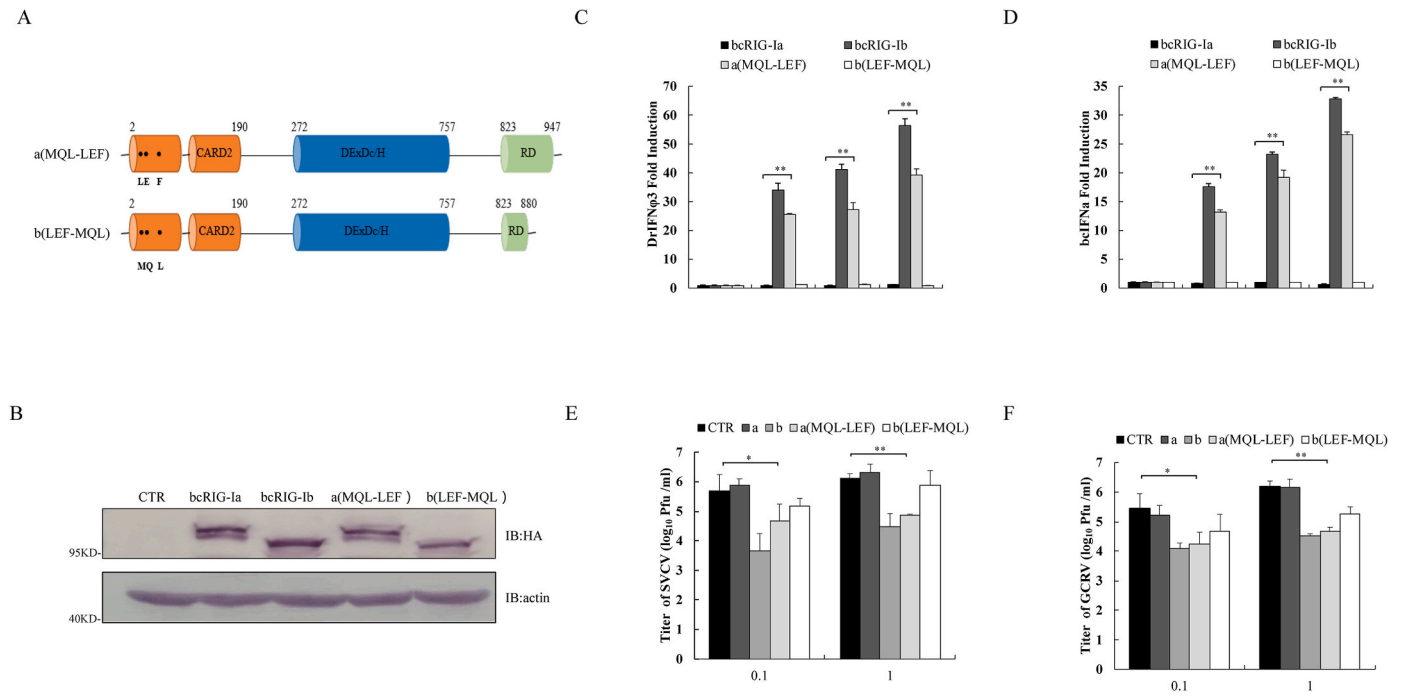 A
2 190 272 757 823 947
a(MQL-LEF) CARD2 DExDc/H RD
LE F
2 190 272 757 823 880
b(LEF-MQL) CARD2 DExDc/H RD
MQ L
B
CTR bcRIG-Ia bcRIG-Ib a(MQL-LEF) b(LEF-MQL)
IB:HA
95KD-
IB:actin
40KD-
C
bcRIG-Ia bcRIG-Ib
a(MQL-LEF) b(LEF-MQL)
DrIFNφ3 Fold Induction
70
60
50
40
30
20
10
0
** ** **
D
bcRIG-Ia bcRIG-Ib
a(MQL-LEF) b(LEF-MQL)
bcIFNa Fold Induction
35
30
25
20
15
10
5
0
** ** **
E
CTR a b a(MQL-LEF) b(LEF-MQL)
Titer of SVCV (log10 Pfu /ml)
7
6
5
4
3
2
1
0
* **
0.1 1
F
CTR a b a(MQL-LEF) b(LEF-MQL)
Titer of GCRV (log10 Pfu /ml)
7
6
5
4
3
2
1
0
* **
0.1 1